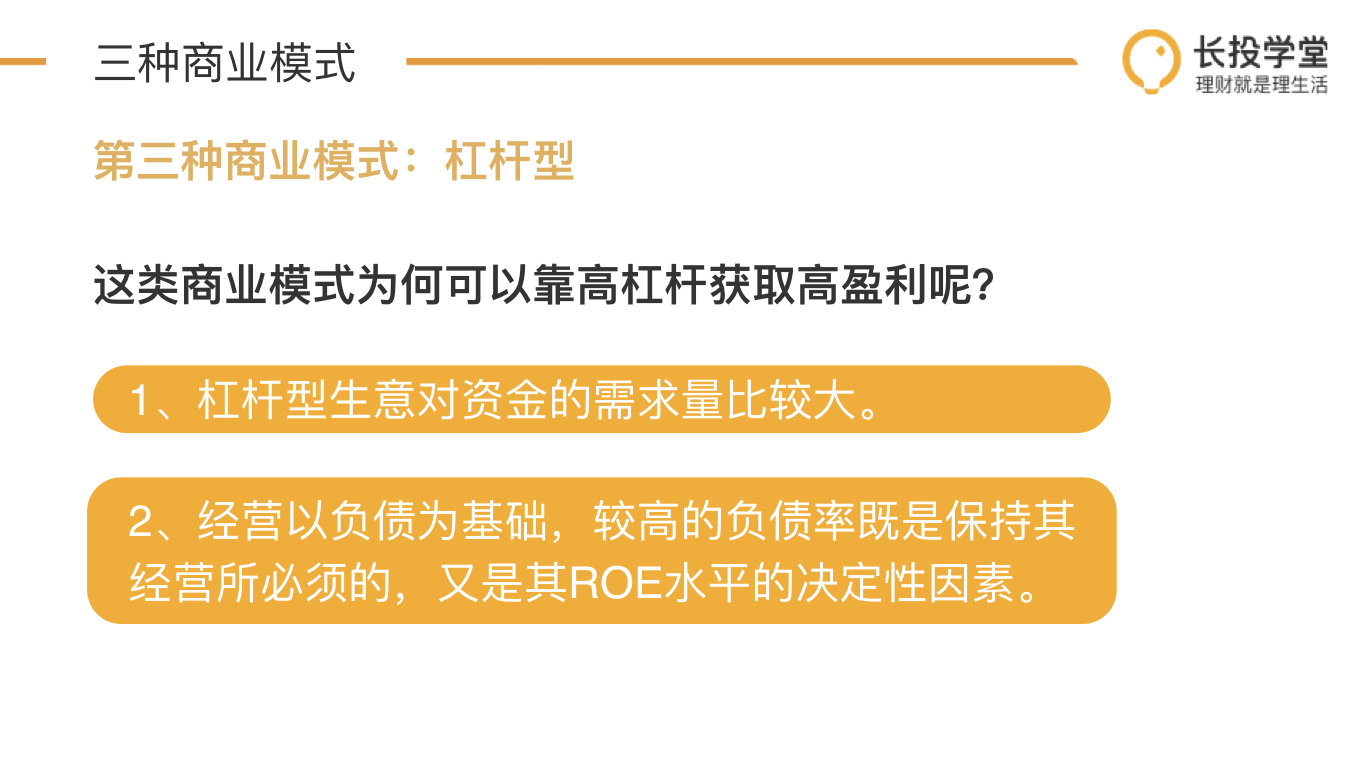 三种商业模式
长投学堂
理财就是理生活
第三种商业模式：杠杆型
这类商业模式为何可以靠高杠杆获取高盈利呢？
1、杠杆型生意对资金的需求量比较大。
2、经营以负债为基础，较高的负债率既是保持其
经营所必须的，又是其ROE水平的决定性因素。